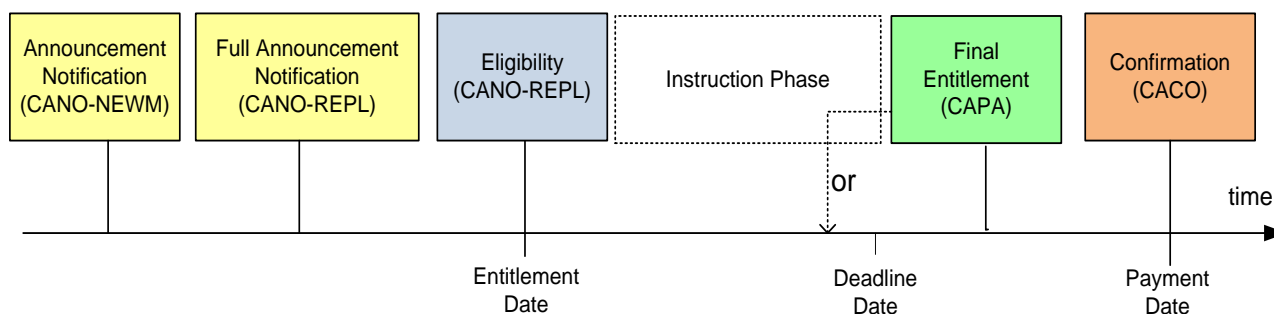 Announcement
Notification
(CANO-NEWM)
Full Announcement
Notification
(CANO-REPL)
Eligibility
(CANO-REPL)
Instruction Phase
Final
Entitlement
(CAPA)
Confirmation
(CACO)
or
time
Entitlement
Date
Deadline
Date
Payment
Date